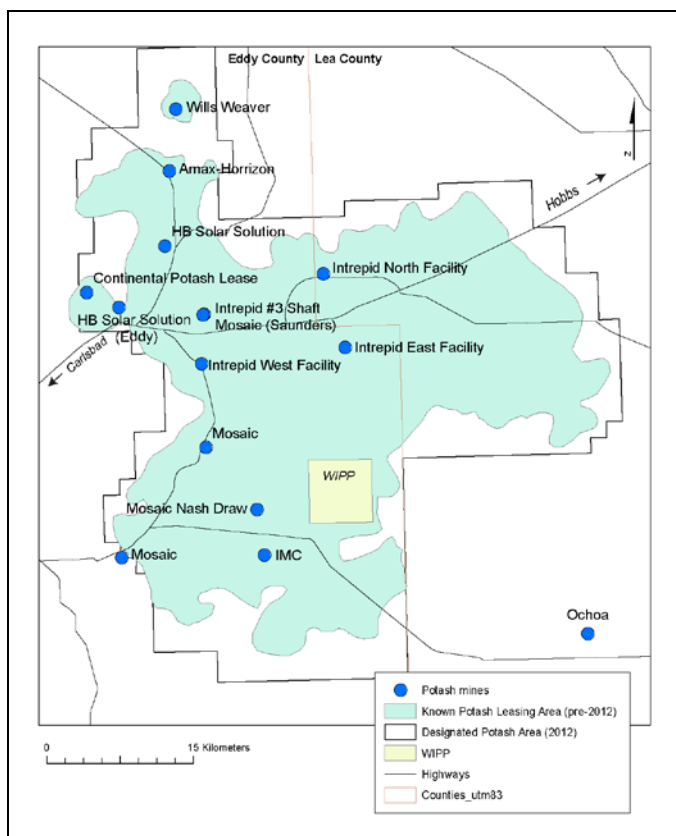 Eddy County
Lea County
Wills Weaver
Amax-Horrizon
z
Hobbs
HB Solar Solution
Continental Potash Lease
Intrepid North Facility
HB Solar Solution
(Eddy)
Intrepid #3 Shaft
Mosaic (Saunders)
Carlsbad
Intrepid West Facility
Intrepid East Facility
Mosaic
WIPP
Mosaic Nash Draw
Mosaic
IMC
Ochoa
Potash mines
Known Potash Leasing Area (pre-2012)
Designated Potash Area (2012)
WIPP
Highways
Counties_utm83
0
15 Kilometers